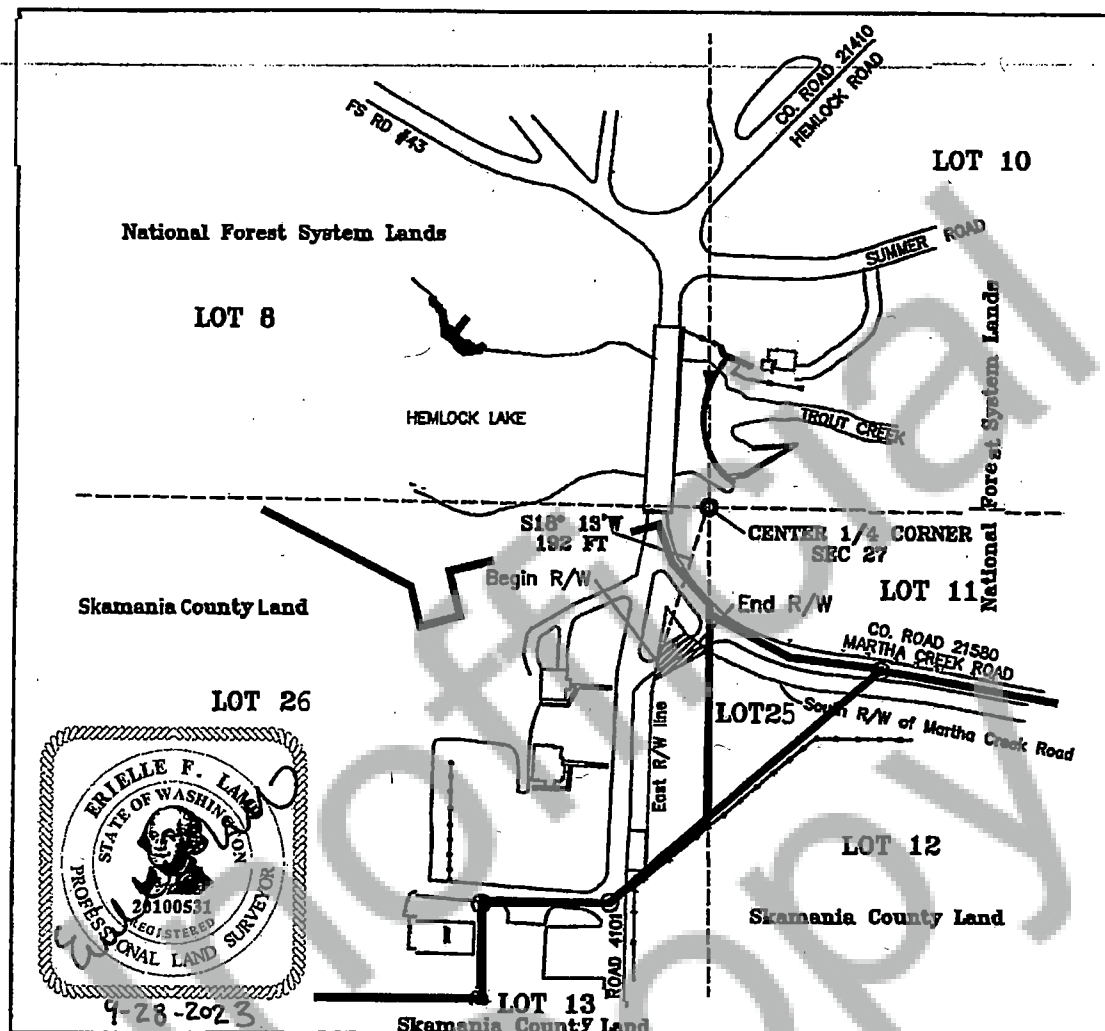 CO. ROAD 21410
HEMLOCK ROAD
FS RD #43
LOT 10
National Forest System Lands
SUMMER ROAD
LOT 8
National Forest System Lands
HEMLOCK LAKE
TROUT CREEK
S18° 13'W
192 FT
CENTER 1/4 CORNER
SEC 27
Begin R/W
Skamania County Land
End R/W
LOT 11
CO. ROAD 21580
MARTHA CREEK ROAD
LOT 26
LOT25
South R/W of Martha Creek Road
East R/W line
ERIELLE F. LAMB
STATE OF WASHINGTON
20100531
REGISTERED
PROFESSIONAL LAND SURVEYOR
LOT 12
Skamania County Land
ROAD 4101
9-28-2023
LOT 13
Skamania County Land
Unofficial
Copy